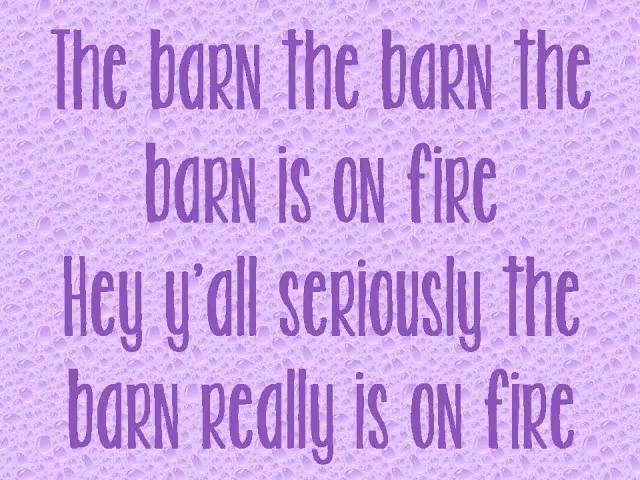 The barn the barn the
barn is on fire
Hey y'all seriously the
barn really is on fire